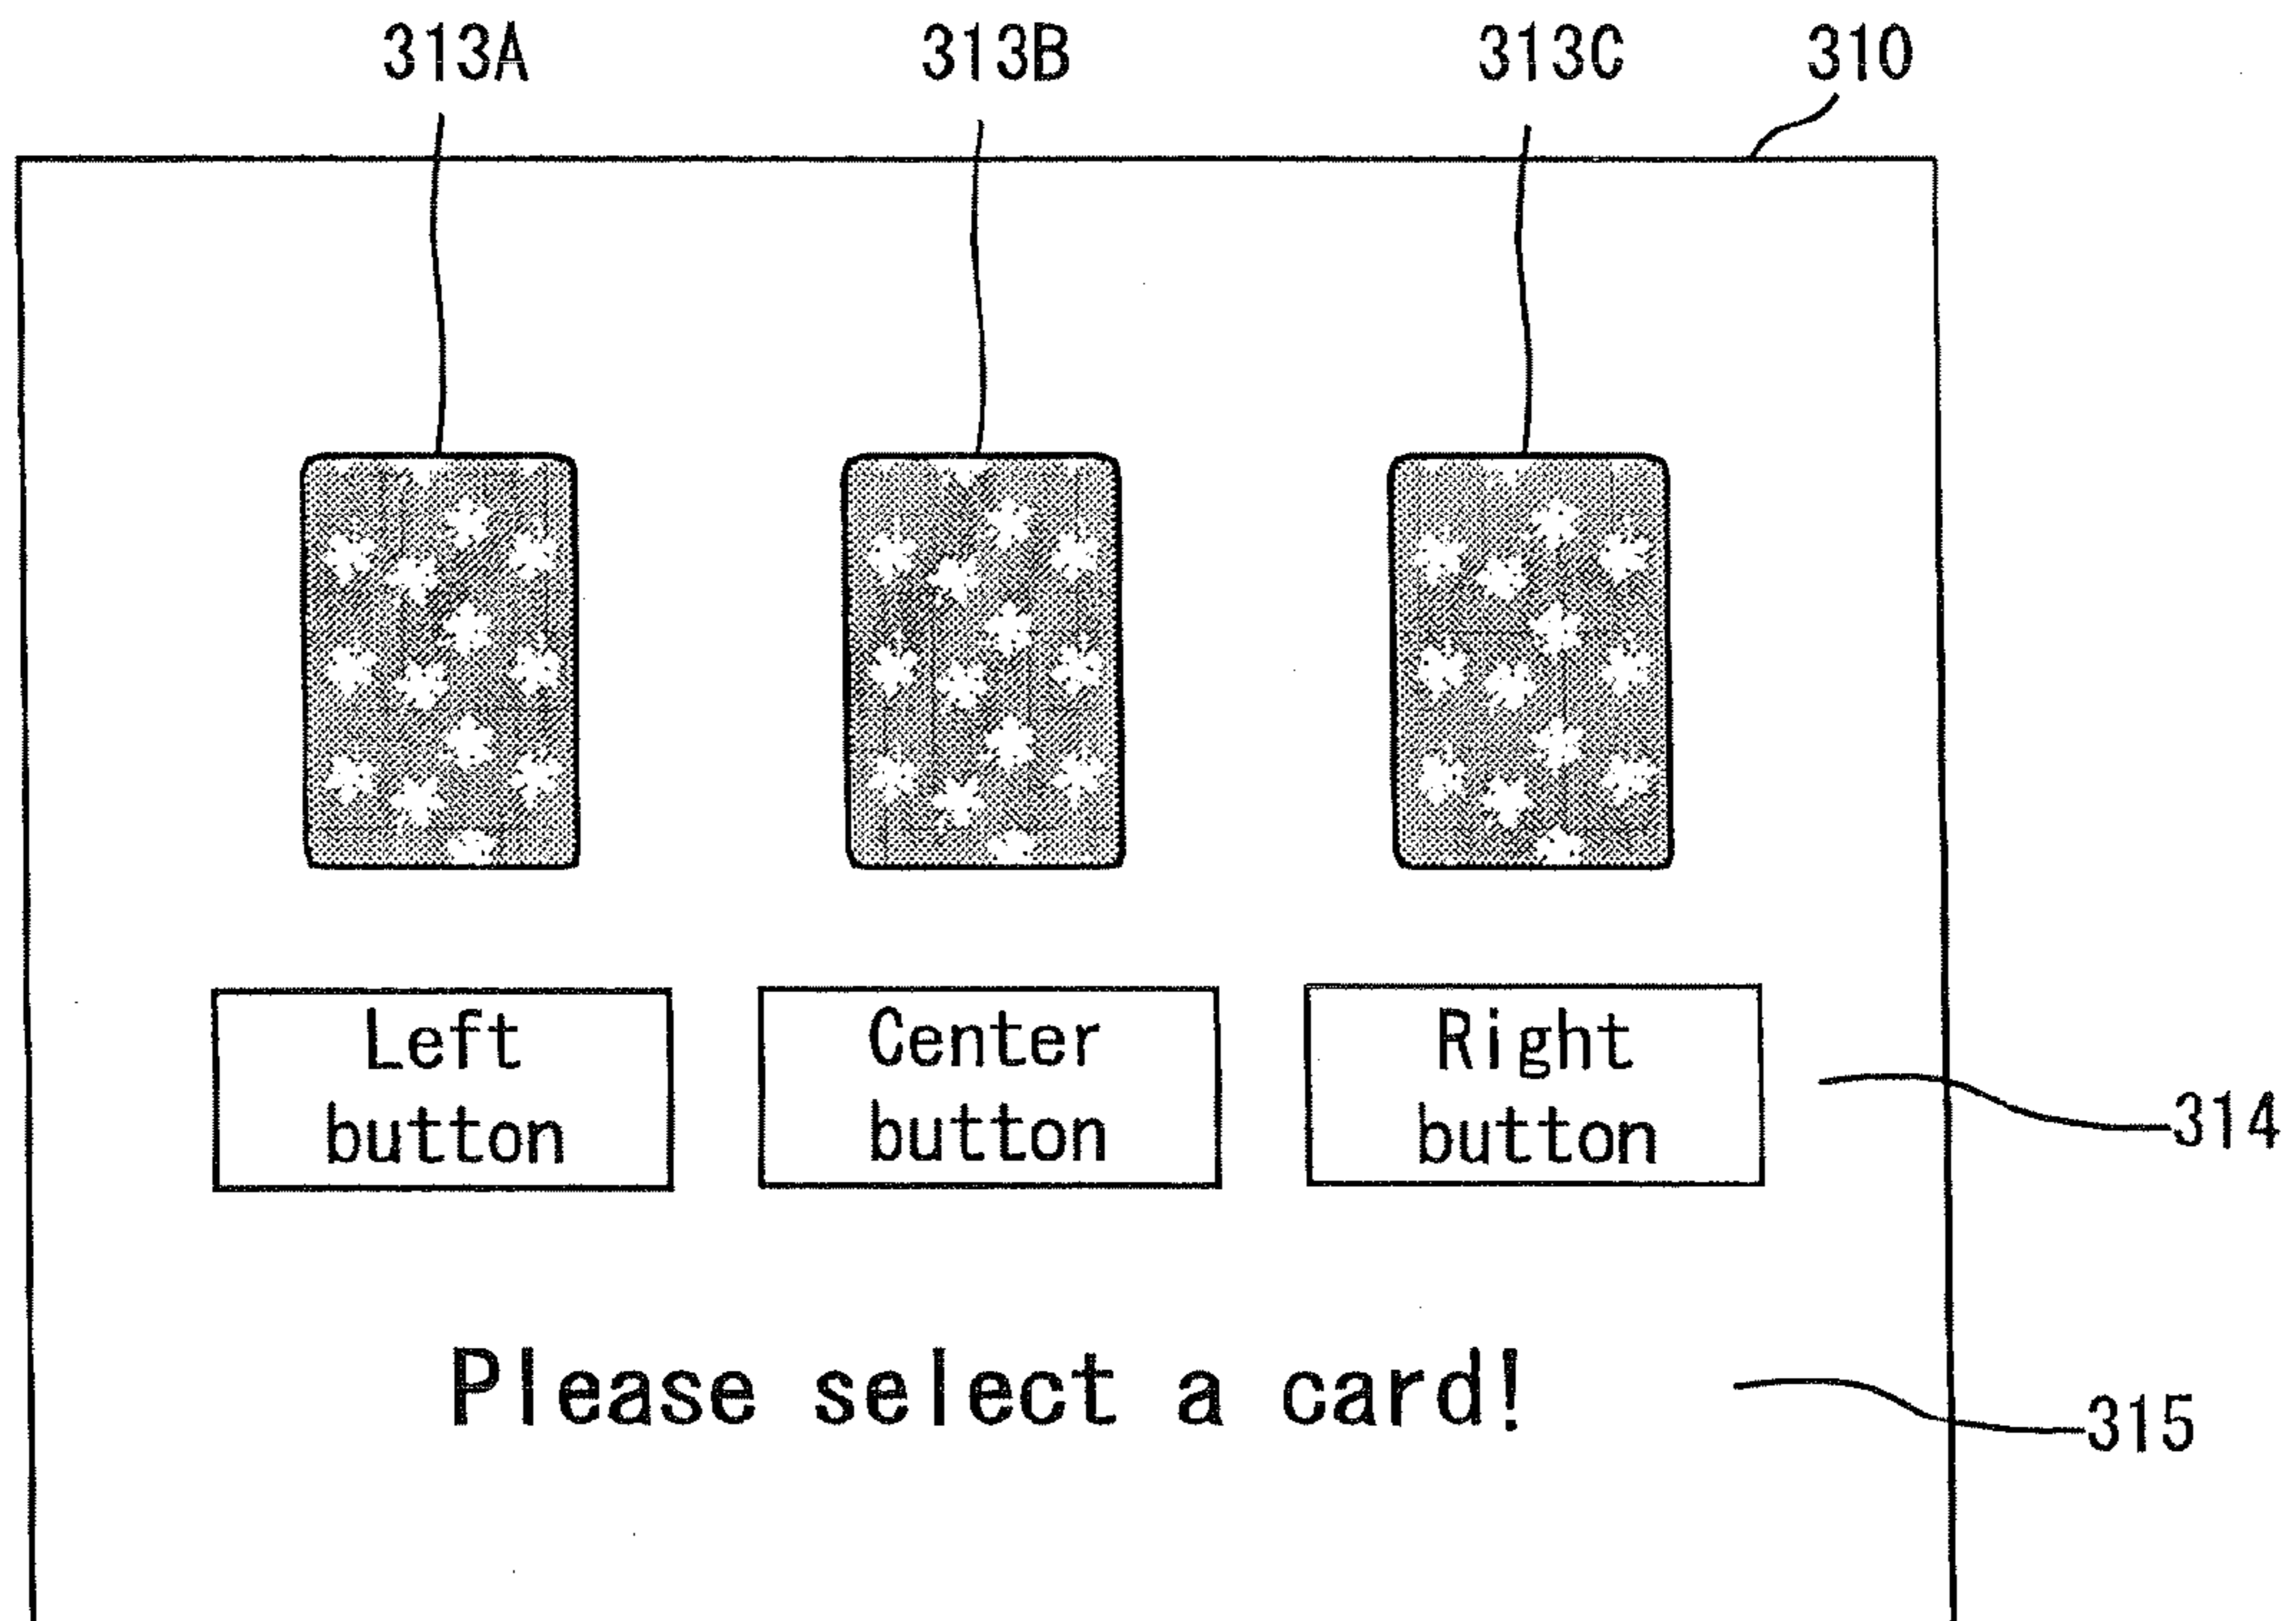 313A 313B 313C 310
Left button
Center button
Right button
314
Please select a card!
315